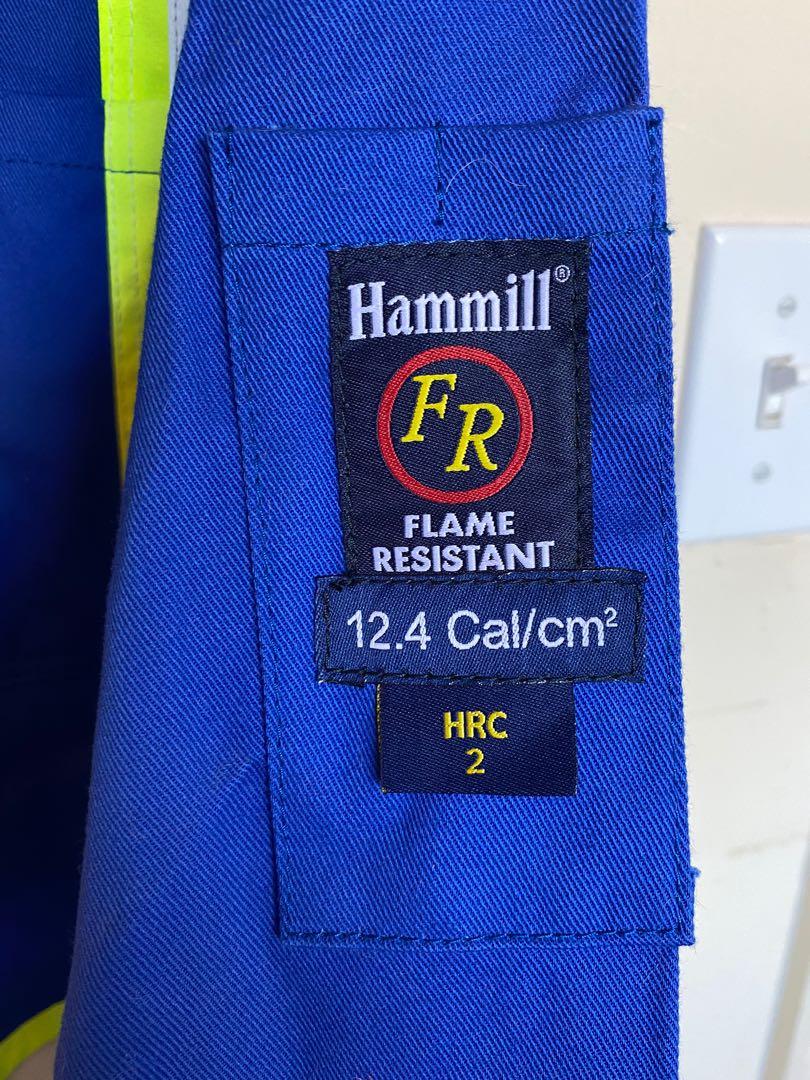 Hammill®
FR
FLAME
RESISTANT
12.4 Cal/cm²
HRC
2